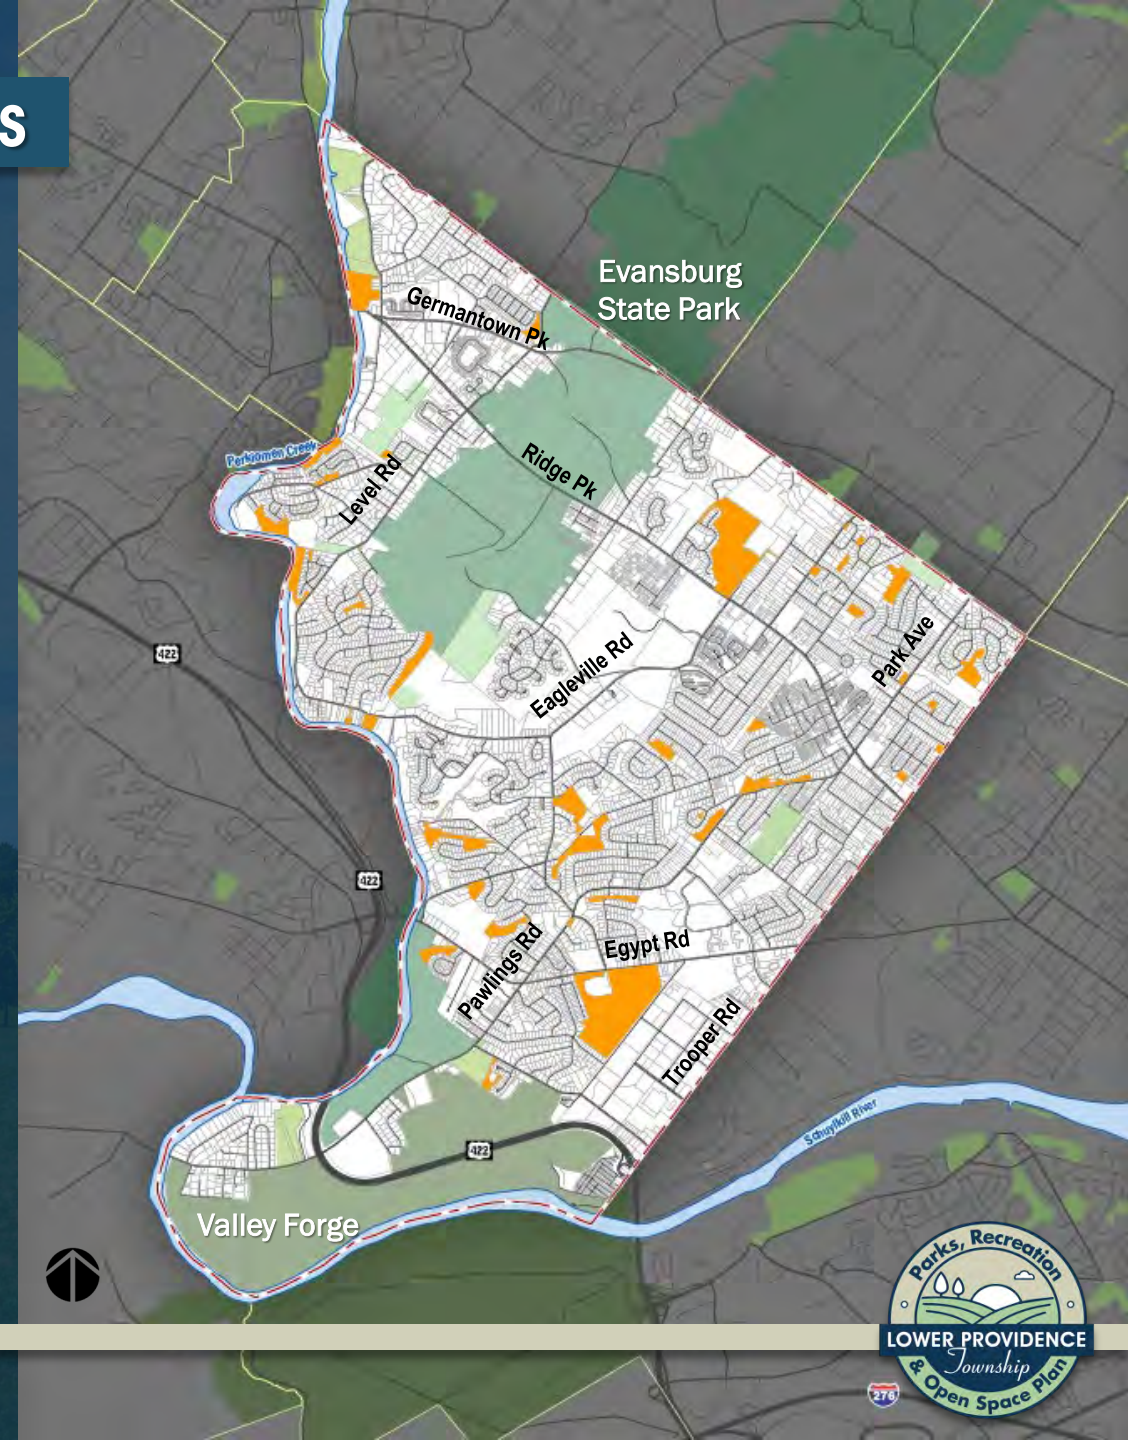 S
Evansburg
State Park
Germantown Pk
Ridge Pk
Perkiomen Creek
Level Rd
422
Eagleville Rd
Park Ave
422
Pawlings Rd
Egypt Rd
Trooper Rd
Schuylkill River
422
Valley Forge
Parks, Recreation
LOWER PROVIDENCE
Township
& Open Space Plan
276